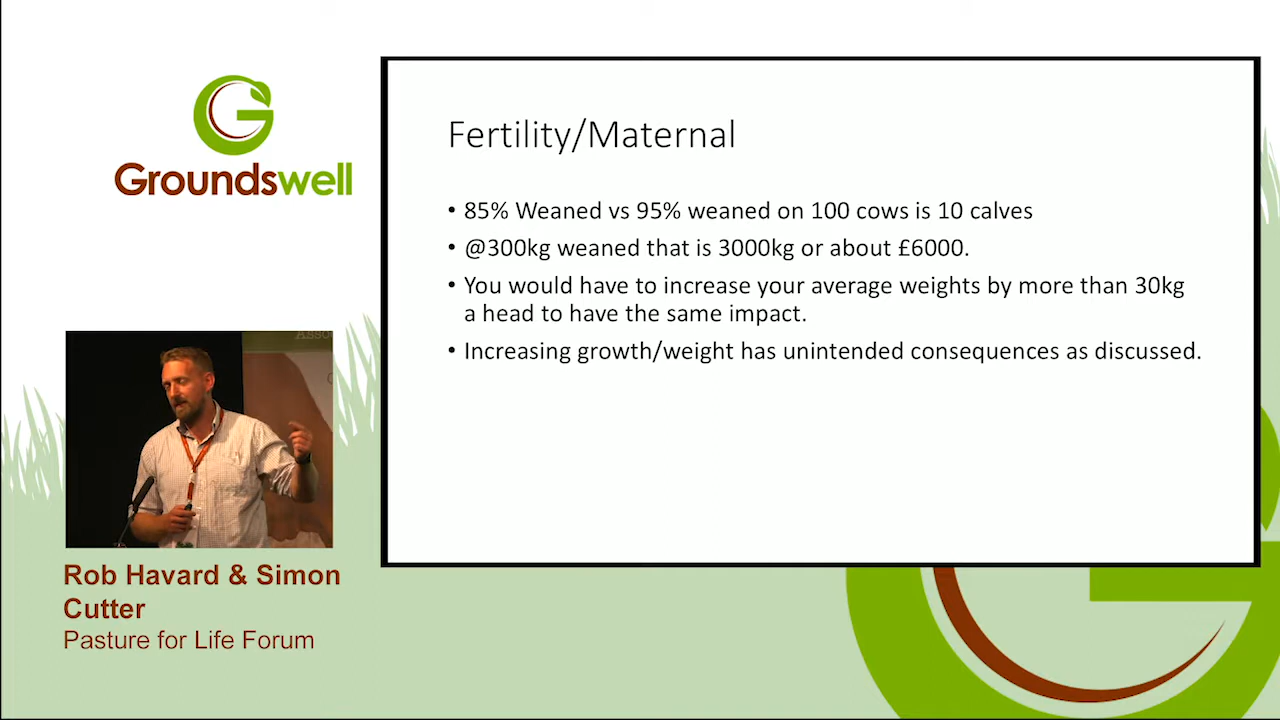 Groundswell
Fertility/Maternal
• 85% Weaned vs 95% weaned on 100 cows is 10 calves
• @300kg weaned that is 3000kg or about £6000.
• You would have to increase your average weights by more than 30kg
a head to have the same impact.
• Increasing growth/weight has unintended consequences as discussed.
Rob Havard & Simon
Cutter
Pasture for Life Forum